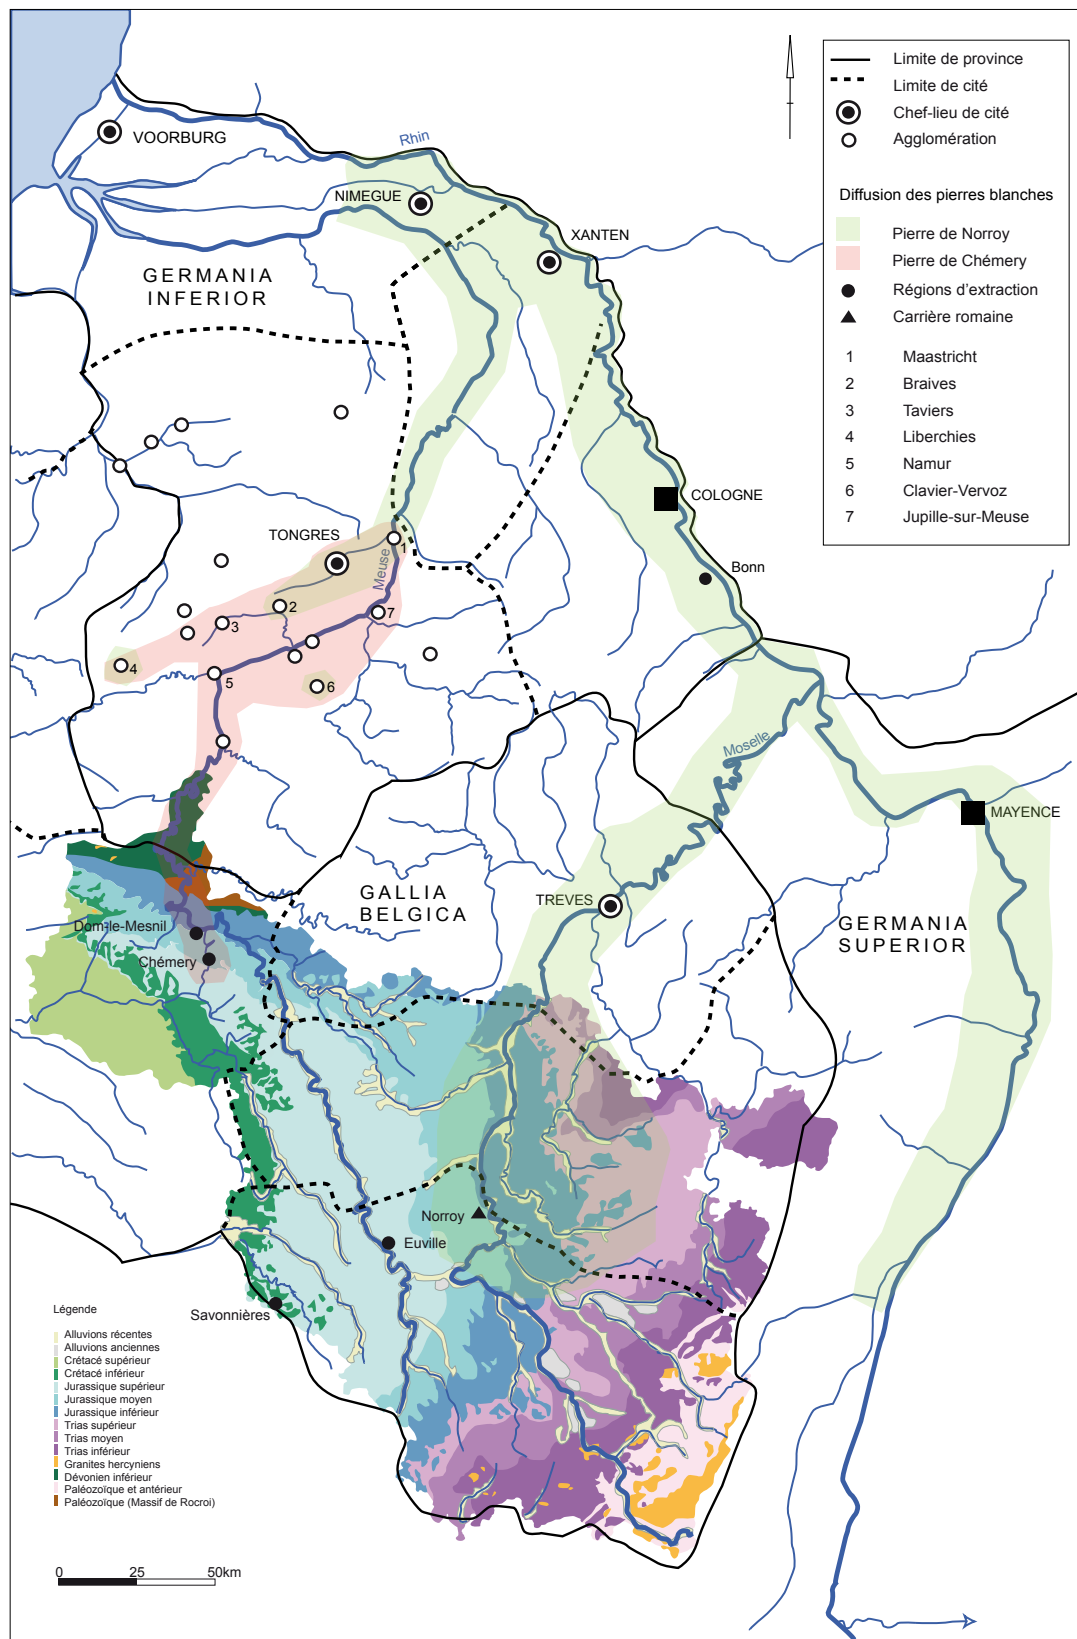 Limite de province
Limite de cité
Chef-lieu de cité
Agglomération
Diffusion des pierres blanches
Pierre de Norroy
Pierre de Chémery
Régions d'extraction
Carrière romaine
1 Maastricht
2 Braives
3 Taviers
4 Liberchies
5 Namur
6 Clavier-Vervoz
7 Jupille-sur-Meuse
VOORBURG
Rhin
NIMEGUE
XANTEN
GERMANIA
INFERIOR
COLOGNE
TONGRES
1
Meuse
Bonn
2
7
3
4
5
6
Moselle
MAYENCE
GALLIA
BELGICA
TREVES
GERMANIA
SUPERIOR
Dom-le-Mesnil
Chémery
Norroy
Euville
Savonnières
Légende
Alluvions récentes
Alluvions anciennes
Crétacé supérieur
Crétacé inférieur
Jurassique supérieur
Jurassique moyen
Jurassique inférieur
Trias supérieur
Trias moyen
Trias inférieur
Granites hercyniens
Dévonien inférieur
Paléozoïque et antérieur
Paléozoïque (Massif de Rocroi)
0 25 50km